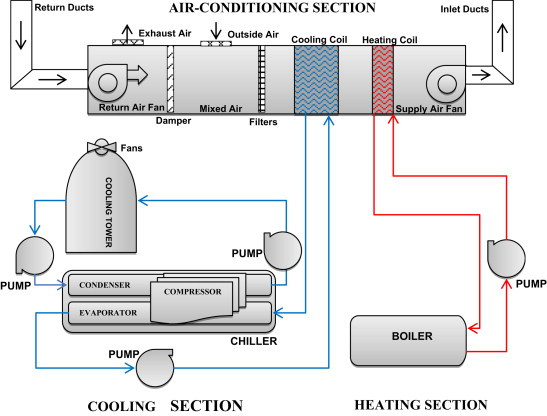 AIR-CONDITIONING SECTION
Return Ducts
Inlet Ducts
Exhaust Air
Outside Air
Cooling Coil
Heating Coil
Return Air Fan
Mixed Air
Supply Air Fan
Damper
Filters
Fans
COOLING TOWER
PUMP
PUMP
PUMP
CONDENSER
COMPRESSOR
EVAPORATOR
CHILLER
BOILER
PUMP
COOLING SECTION
HEATING SECTION